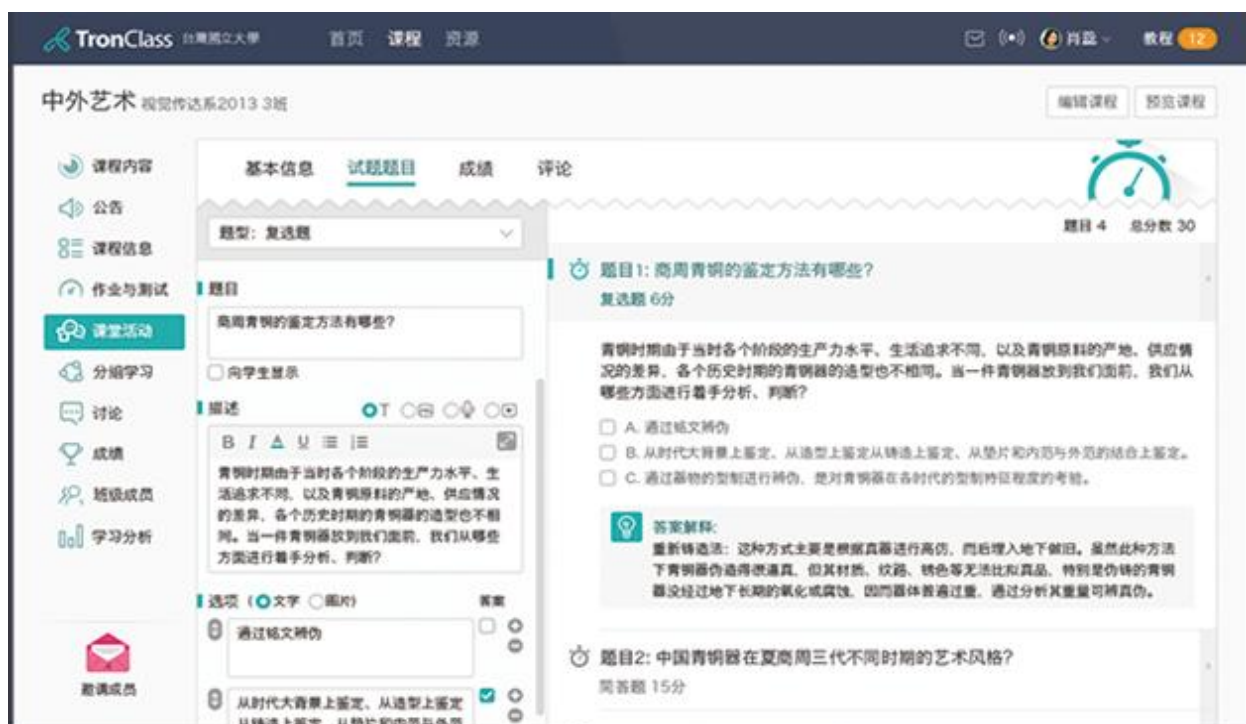 TronClass 台灣國立大學 首页 课程 资源 肖磊 教程 12
中外艺术 视觉传达系2013 3班 编辑课程 预览课程
课程内容
公告
课程信息
作业与测试
课堂活动
分组学习
讨论
成绩
班级成员
学习分析
邀请成员
基本信息 试题题目 成绩 评论
题型：复选题
题目
商周青铜的鉴定方法有哪些？
向学生显示
描述 T
B I A U
青铜时期由于当时各个阶段的生产力水平、生
活追求不同，以及青铜原料的产地、供应情况
的差异，各个历史时期的青铜器的造型也不相
同。当一件青铜器放到我们面前，我们从哪些
方面进行着手分析、判断？
选项（文字 图片） 答案
通过铭文辨伪
从时代大背景上鉴定、从造型上鉴定
从铸造上鉴定、从垫片和内范与外范
题目 4 总分数 30
题目1: 商周青铜的鉴定方法有哪些？
复选题 6分
青铜时期由于当时各个阶段的生产力水平、生活追求不同，以及青铜原料的产地、供应情
况的差异，各个历史时期的青铜器的造型也不相同。当一件青铜器放到我们面前，我们从
哪些方面进行着手分析、判断？
A. 通过铭文辨伪
B. 从时代大背景上鉴定、从造型上鉴定从铸造上鉴定、从垫片和内范与外范的结合上鉴定。
C. 通过器物的型制进行辨伪，是对青铜器在各时代的型制特征程度的考验。
答案解释:
重新铸造法：这种方式主要是根据真器进行高仿，而后埋入地下做旧。虽然此种方法
下青铜器伪造得很逼真，但其材质、纹路、锈色等无法比拟真品，特别是仿铸的青铜
器没经过地下长期的氧化或腐蚀，因而器体普遍过重，通过分析其重量可辨真伪。
题目2: 中国青铜器在夏商周三代不同时期的艺术风格？
简答题 15分